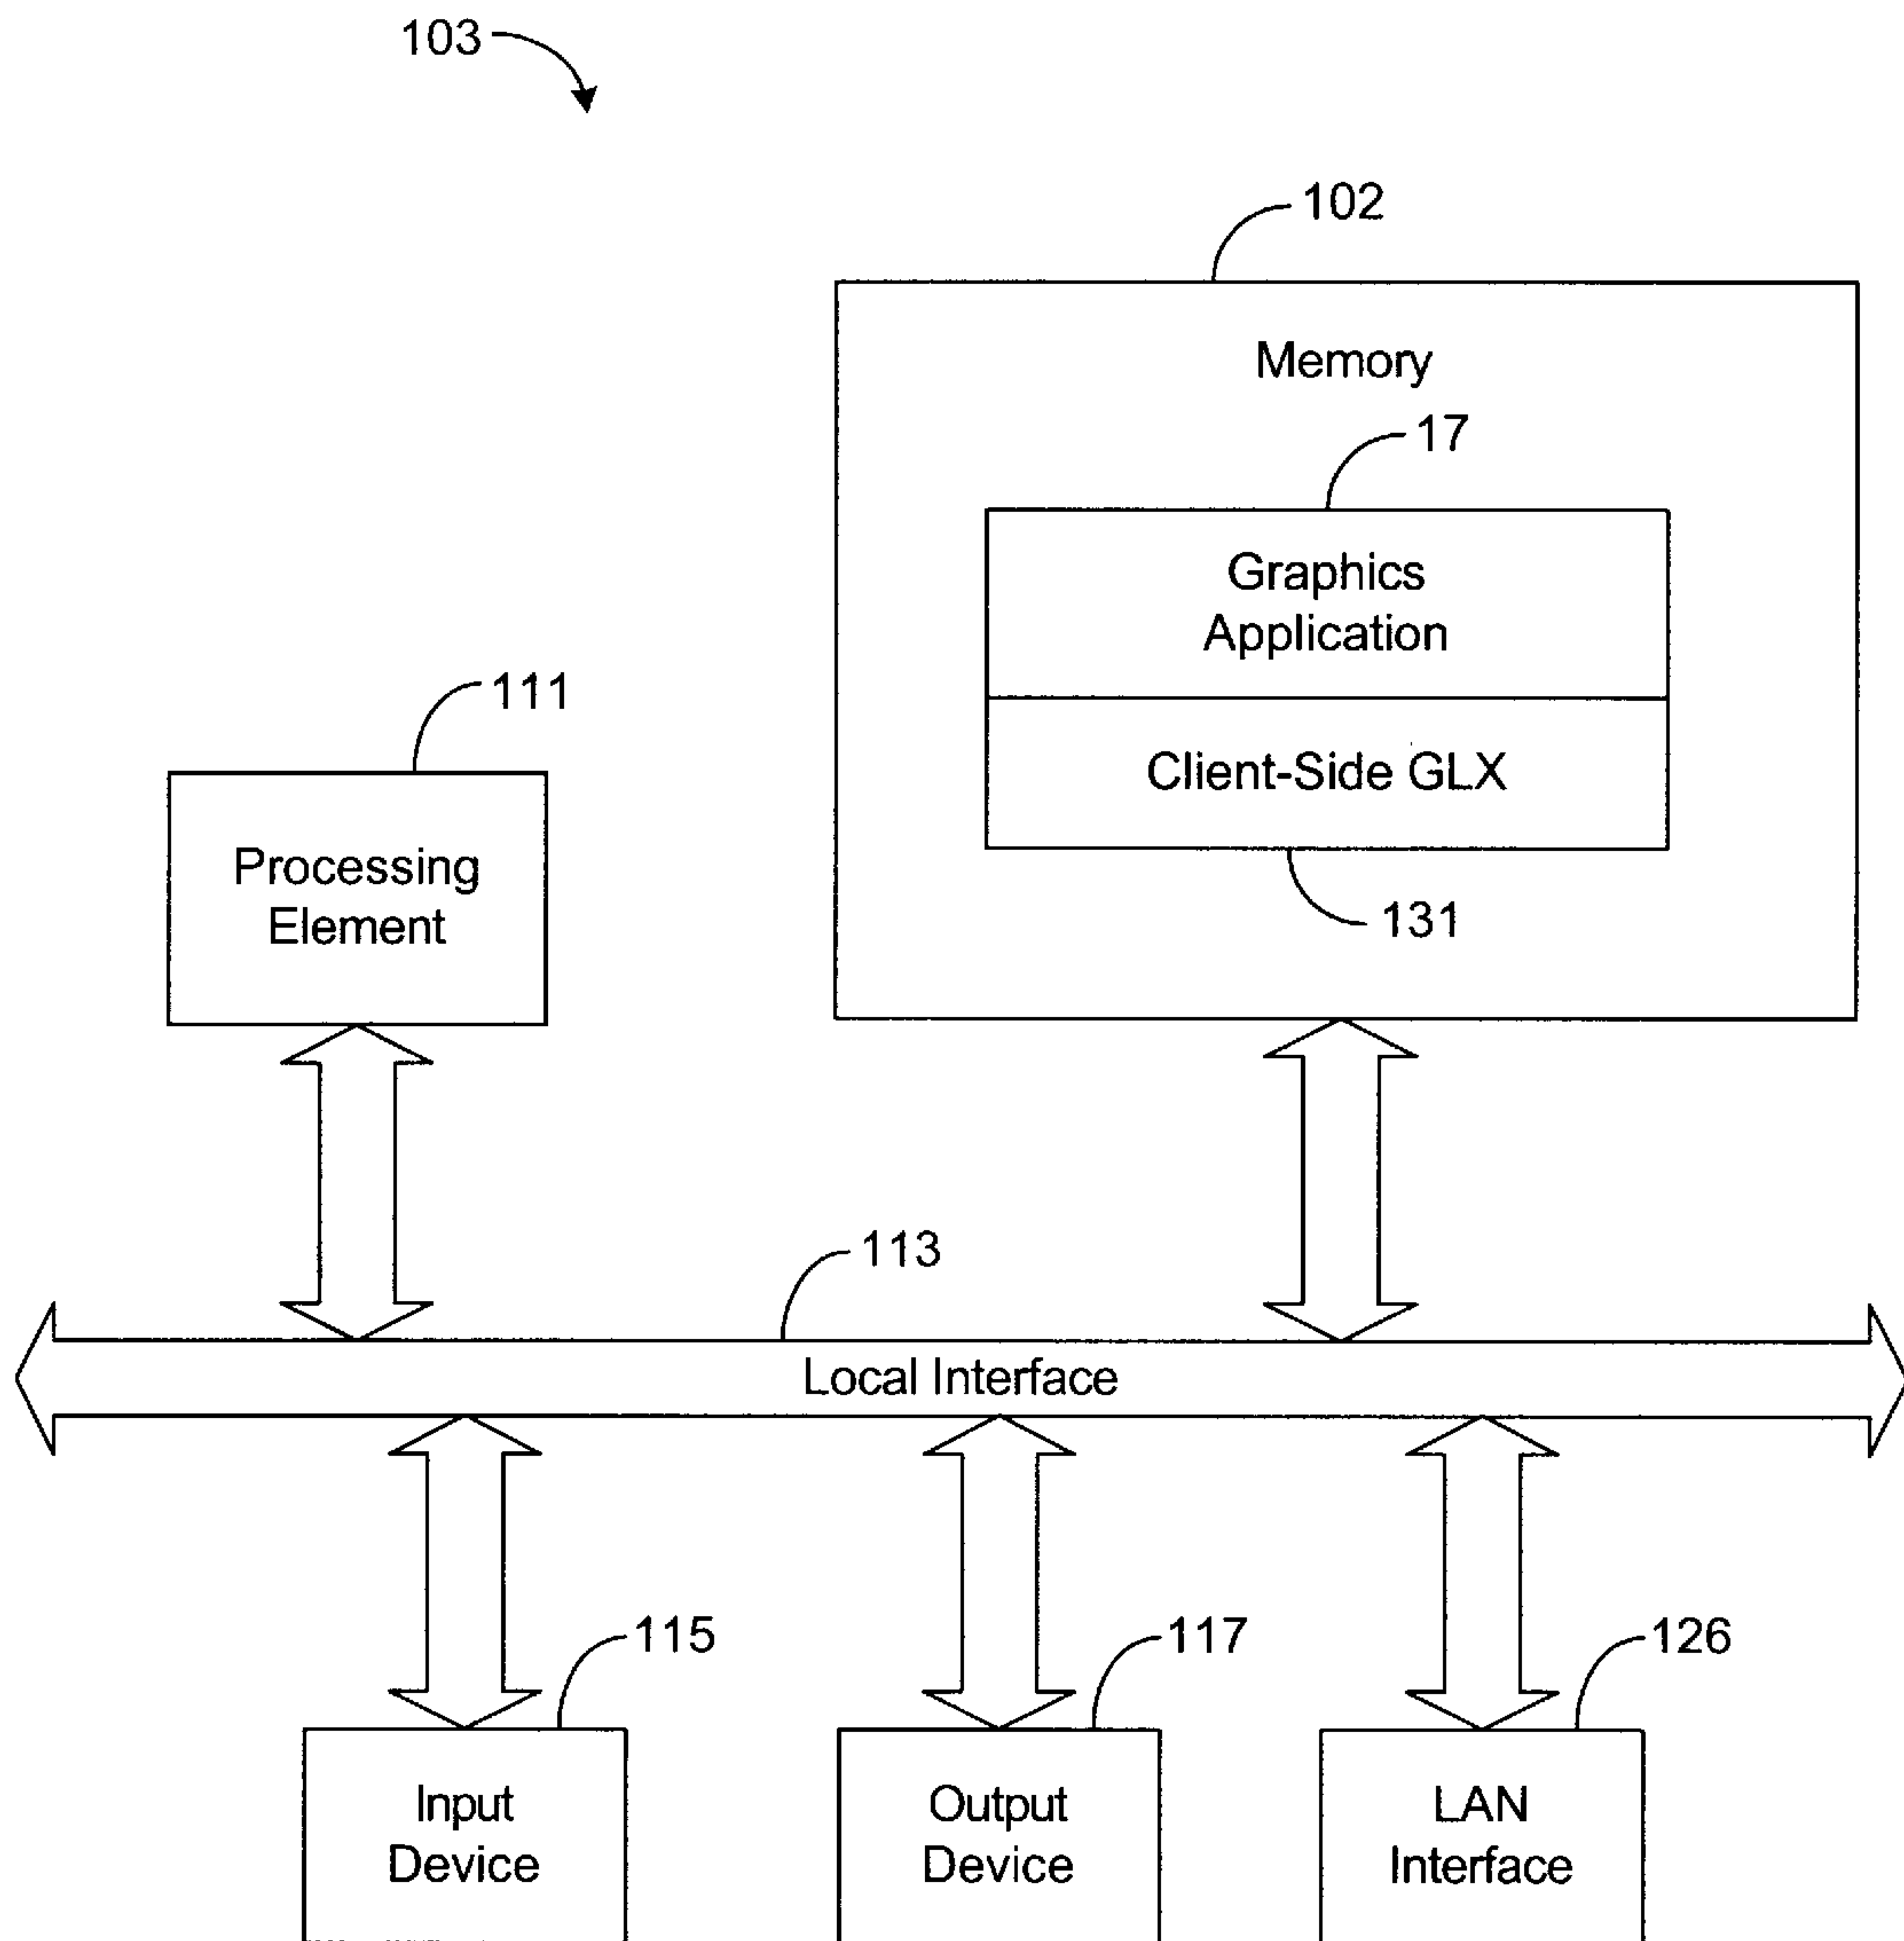 103
102
Memory
17
Graphics
Application
111
Client-Side GLX
Processing
Element
131
113
Local Interface
115
117
126
Input
Device
Output
Device
LAN
Interface